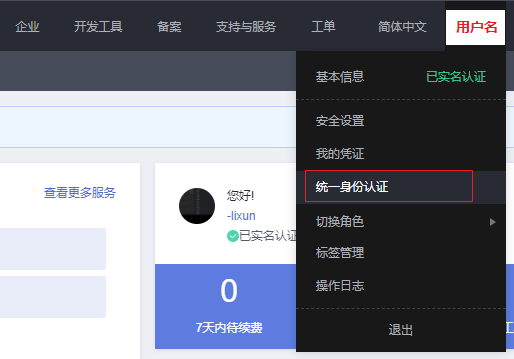 企业 开发工具 备案 支持与服务 工单 简体中文 用户名
基本信息 已实名认证
安全设置
我的凭证
统一身份认证
切换角色
标签管理
操作日志
退出
查看更多服务
您好!
-lixun
已实名认证
0
7天内待续费